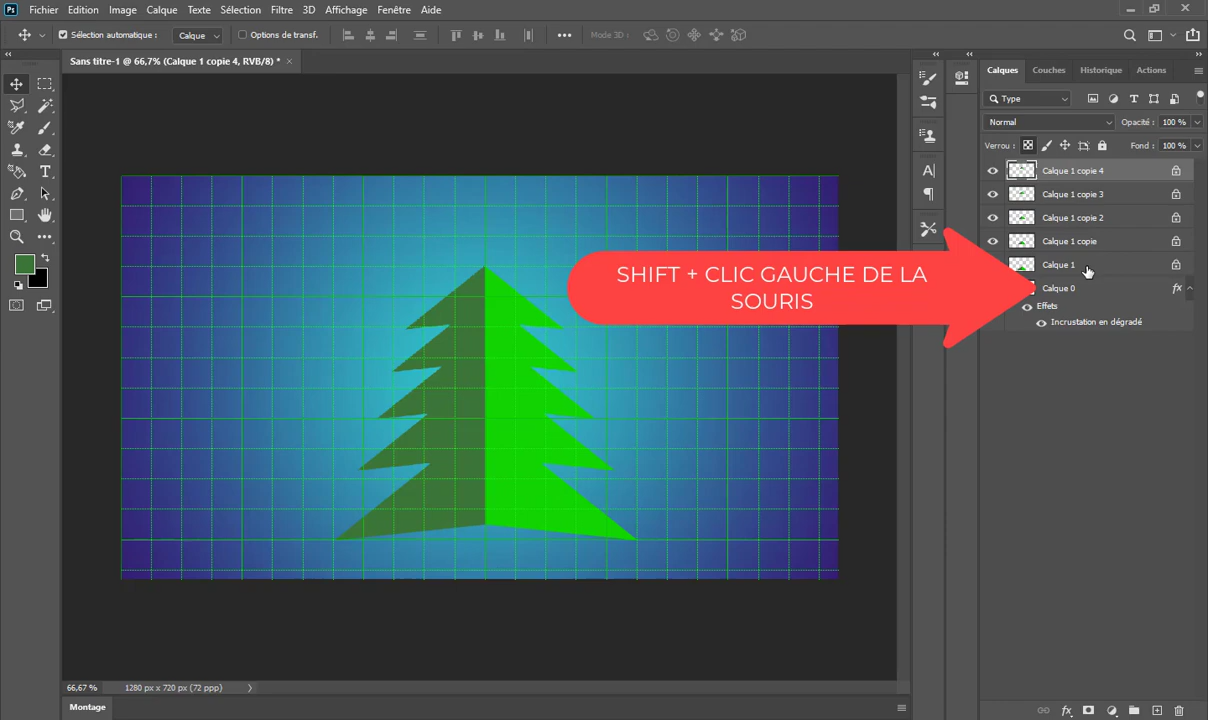 Ps Fichier Edition Image Calque Texte Sélection Filtre 3D Affichage Fenêtre Aide
Sélection automatique : Calque Options de transf. Mode 3D :
Sans titre-1 @ 66,7% (Calque 1 copie 4, RVB/8) *
Calques Couches Historique Actions
Type
Normal Opacité : 100 %
Verrou : Fond : 100 %
Calque 1 copie 4
Calque 1 copie 3
Calque 1 copie 2
Calque 1 copie
Calque 1
Calque 0 fx
Effets
Incrustation en dégradé
SHIFT + CLIC GAUCHE DE LA
SOURIS
66,67 % 1280 px x 720 px (72 ppp)
Montage
fx